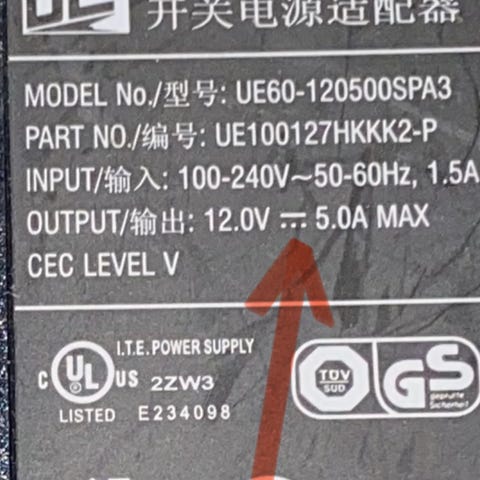 开关电源适配器
MODEL No./型号: UE60-120500SPA3
PART NO./编号: UE100127HKKK2-P
INPUT/输入: 100-240V~50-60Hz, 1.5A
OUTPUT/输出: 12.0V ⎓ 5.0A MAX
CEC LEVEL V
I.T.E. POWER SUPPLY
C UL US 2ZW3
LISTED E234098
TÜV
SÜD
GS
geprüfte
Sicherheit